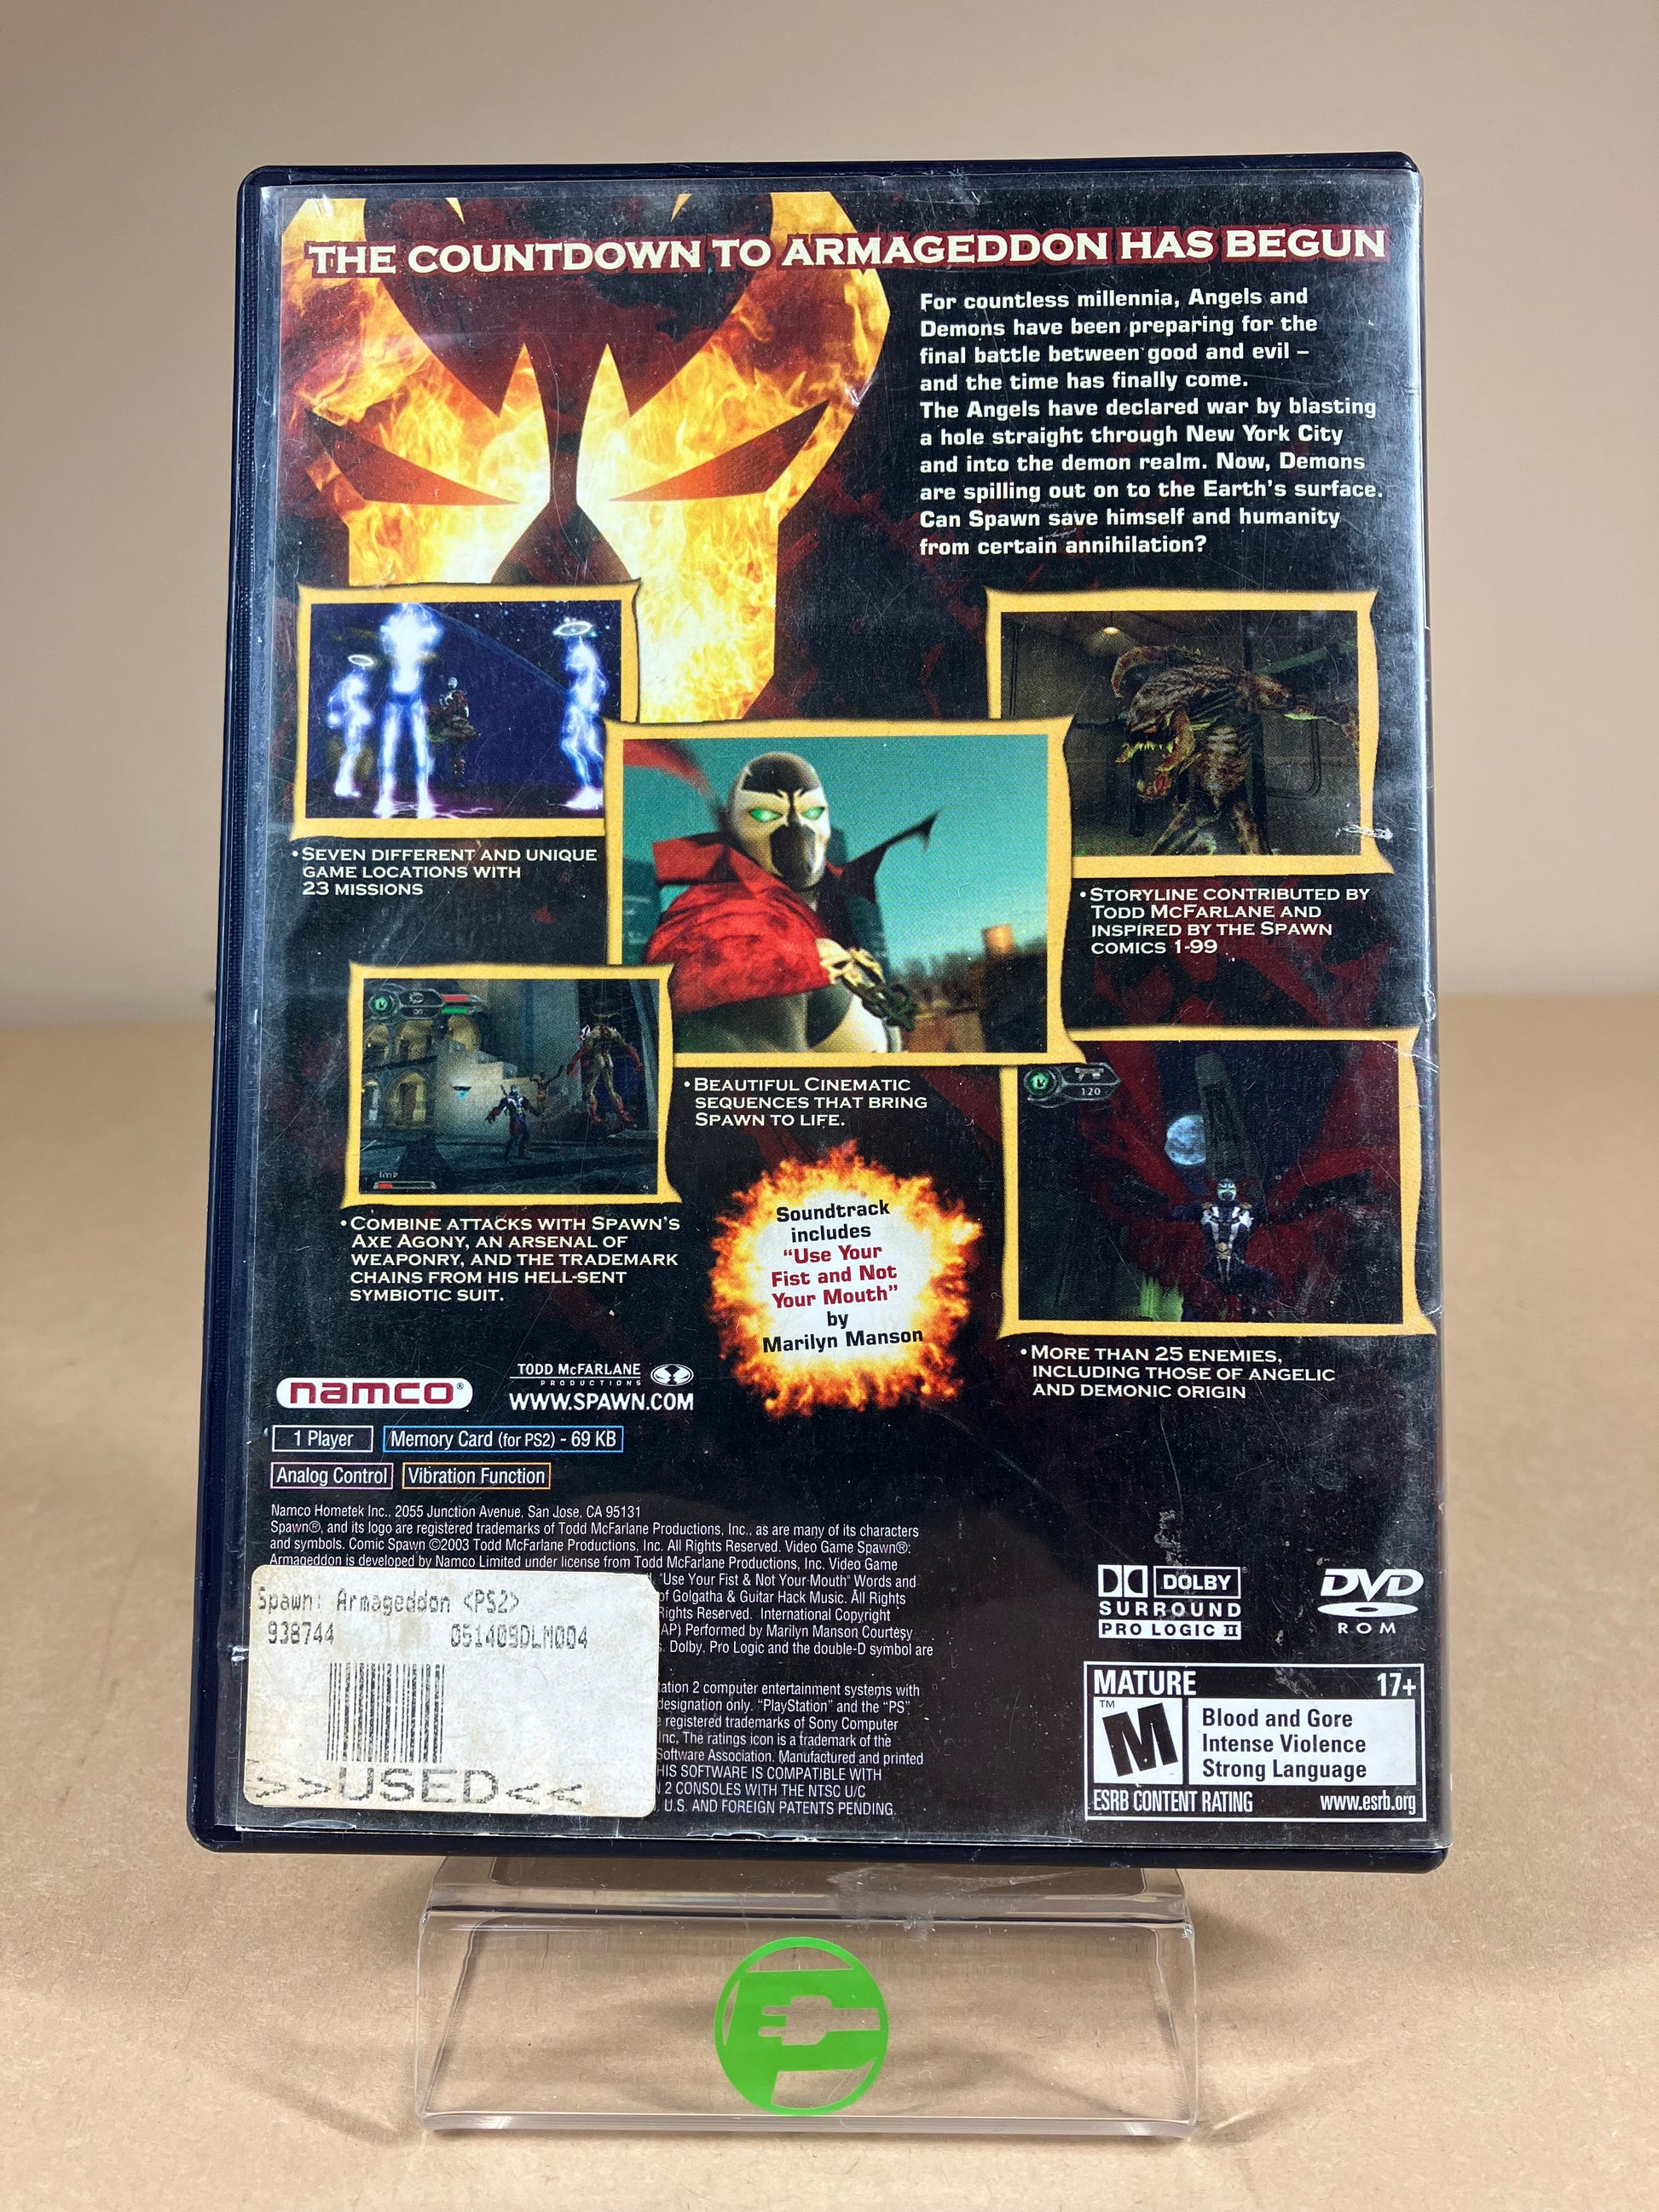 THE COUNTDOWN TO ARMAGEDDON HAS BEGUN
For countless millennia, Angels and
Demons have been preparing for the
final battle between good and evil –
and the time has finally come.
The Angels have declared war by blasting
a hole straight through New York City
and into the demon realm. Now, Demons
are spilling out on to the Earth's surface.
Can Spawn save himself and humanity
from certain annihilation?
•SEVEN DIFFERENT AND UNIQUE
GAME LOCATIONS WITH
23 MISSIONS
•STORYLINE CONTRIBUTED BY
TODD MCFARLANE AND
INSPIRED BY THE SPAWN
COMICS 1-99
•BEAUTIFUL CINEMATIC
SEQUENCES THAT BRING
SPAWN TO LIFE.
120
•COMBINE ATTACKS WITH SPAWN'S
AXE AGONY, AN ARSENAL OF
WEAPONRY, AND THE TRADEMARK
CHAINS FROM HIS HELL-SENT
SYMBIOTIC SUIT.
Soundtrack
includes
"Use Your
Fist and Not
Your Mouth"
by
Marilyn Manson
•MORE THAN 25 ENEMIES,
INCLUDING THOSE OF ANGELIC
AND DEMONIC ORIGIN
namco®
TODD McFARLANE
PRODUCTIONS
WWW.SPAWN.COM
1 Player
Memory Card (for PS2) - 69 KB
Analog Control
Vibration Function
Namco Hometek Inc., 2055 Junction Avenue, San Jose, CA 95131
Spawn®, and its logo are registered trademarks of Todd McFarlane Productions, Inc., as are many of its characters
and symbols. Comic Spawn ©2003 Todd McFarlane Productions, Inc. All Rights Reserved. Video Game Spawn®:
Armageddon is developed by Namco Limited under license from Todd McFarlane Productions, Inc. Video Game
"Use Your Fist & Not Your Mouth" Words and
of Golgatha & Guitar Hack Music. All Rights
Rights Reserved. International Copyright
AP) Performed by Marilyn Manson Courtesy
Dolby, Pro Logic and the double-D symbol are
tation 2 computer entertainment systems with
designation only. "PlayStation" and the "PS"
registered trademarks of Sony Computer
Inc. The ratings icon is a trademark of the
Software Association. Manufactured and printed
HIS SOFTWARE IS COMPATIBLE WITH
2 CONSOLES WITH THE NTSC U/C
U.S. AND FOREIGN PATENTS PENDING.
Spawn: Armageddon <PS2>
938744 051409DLM004
>>USED<<
DOLBY
SURROUND
PRO LOGIC II
DVD
ROM
MATURE 17+
M™
Blood and Gore
Intense Violence
Strong Language
ESRB CONTENT RATING www.esrb.org